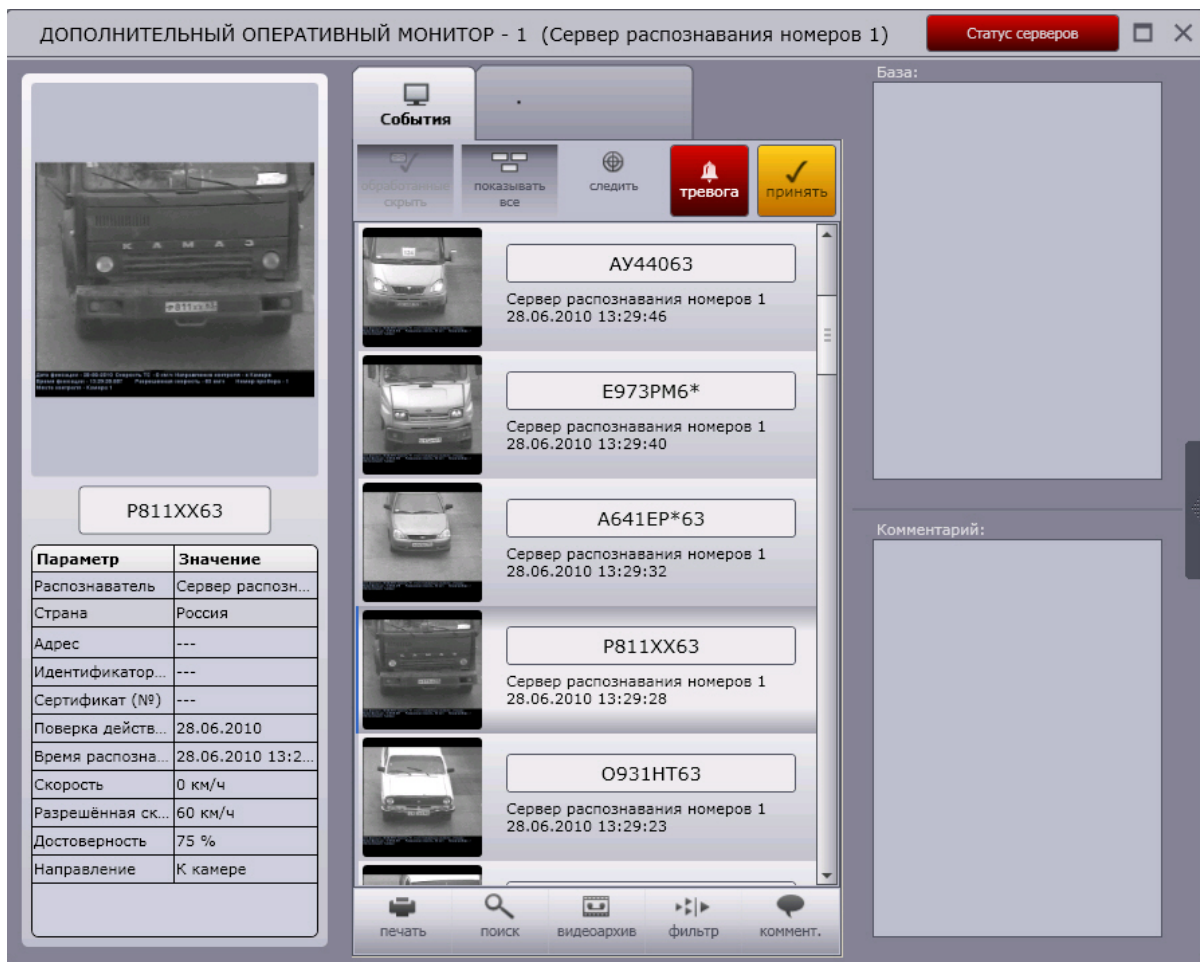 ДОПОЛНИТЕЛЬНЫЙ ОПЕРАТИВНЫЙ МОНИТОР - 1 (Сервер распознавания номеров 1)
Статус серверов
КАМАЗ
Р811ХХ63
Параметр Значение
Распознаватель Сервер распозн...
Страна Россия
Адрес ---
Идентификатор... ---
Сертификат (№) ---
Поверка действ... 28.06.2010
Время распозна... 28.06.2010 13:2...
Скорость 0 км/ч
Разрешённая ск... 60 км/ч
Достоверность 75 %
Направление К камере
События
.
обработанные
скрыть
показывать
все
следить
тревога
принять
АУ44063
Сервер распознавания номеров 1
28.06.2010 13:29:46
Е973РМ6*
Сервер распознавания номеров 1
28.06.2010 13:29:40
А641ЕР*63
Сервер распознавания номеров 1
28.06.2010 13:29:32
Р811ХХ63
Сервер распознавания номеров 1
28.06.2010 13:29:28
О931НТ63
Сервер распознавания номеров 1
28.06.2010 13:29:23
печать
поиск
видеоархив
фильтр
коммент.
База:
Комментарий: